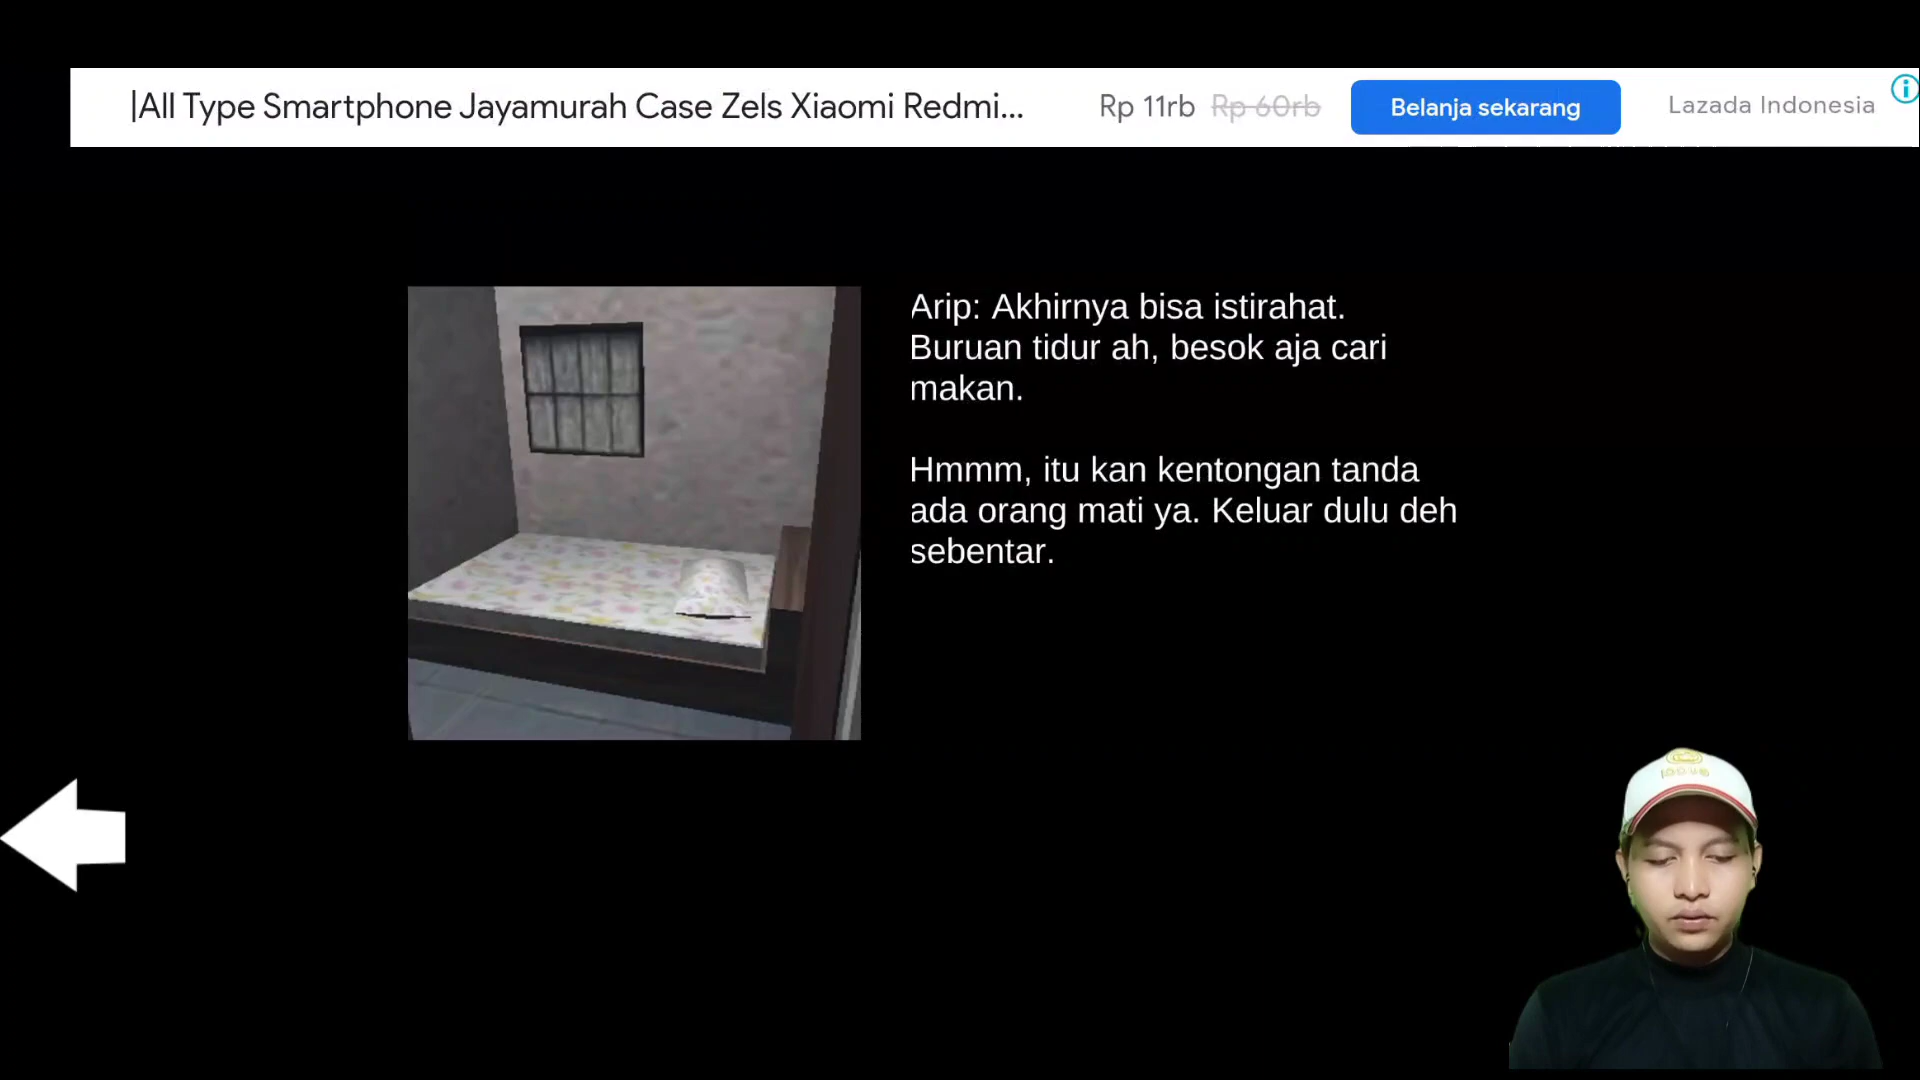 |All Type Smartphone Jayamurah Case Zels Xiaomi Redmi...
Rp 11rb Rp 60rb
Belanja sekarang
Lazada Indonesia
Arip: Akhirnya bisa istirahat.
Buruan tidur ah, besok aja cari
makan.
Hmmm, itu kan kentongan tanda
ada orang mati ya. Keluar dulu deh
sebentar.